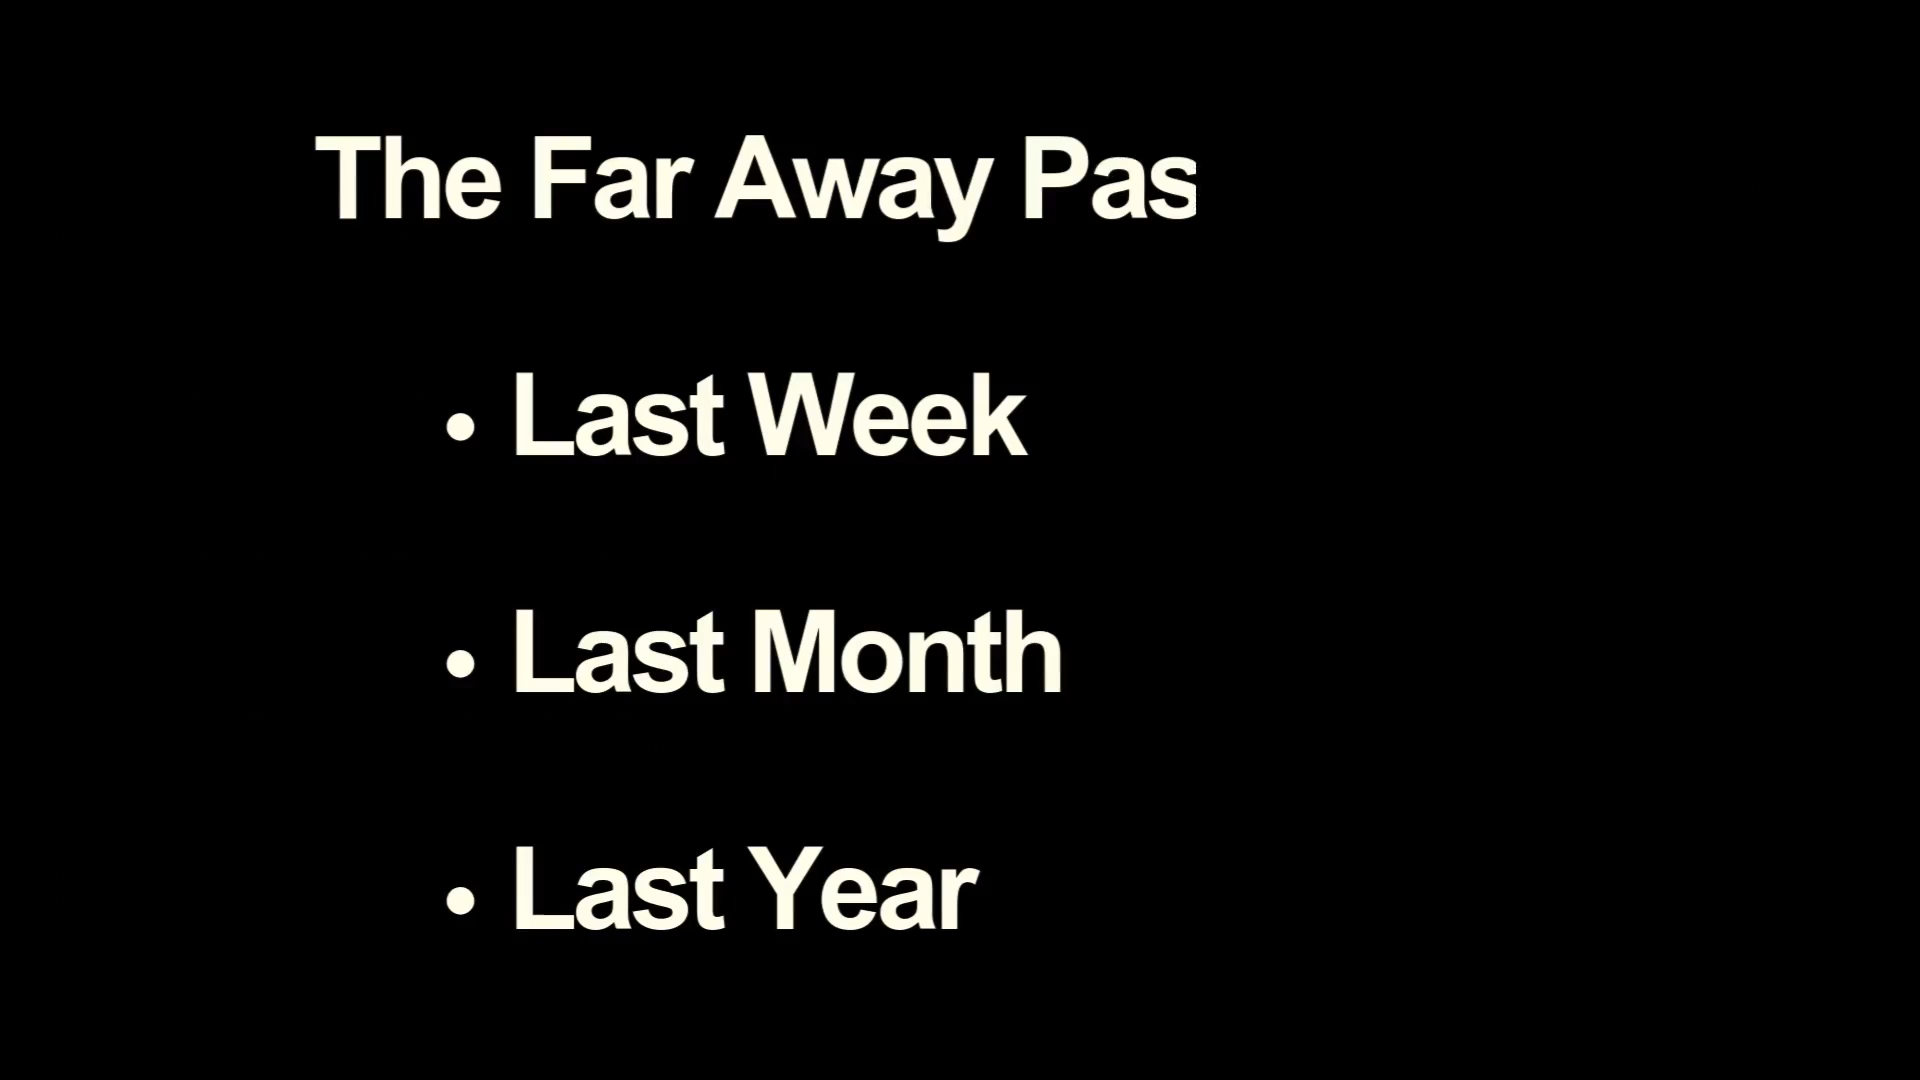 The Far Away Pas
• Last Week
• Last Month
• Last Year